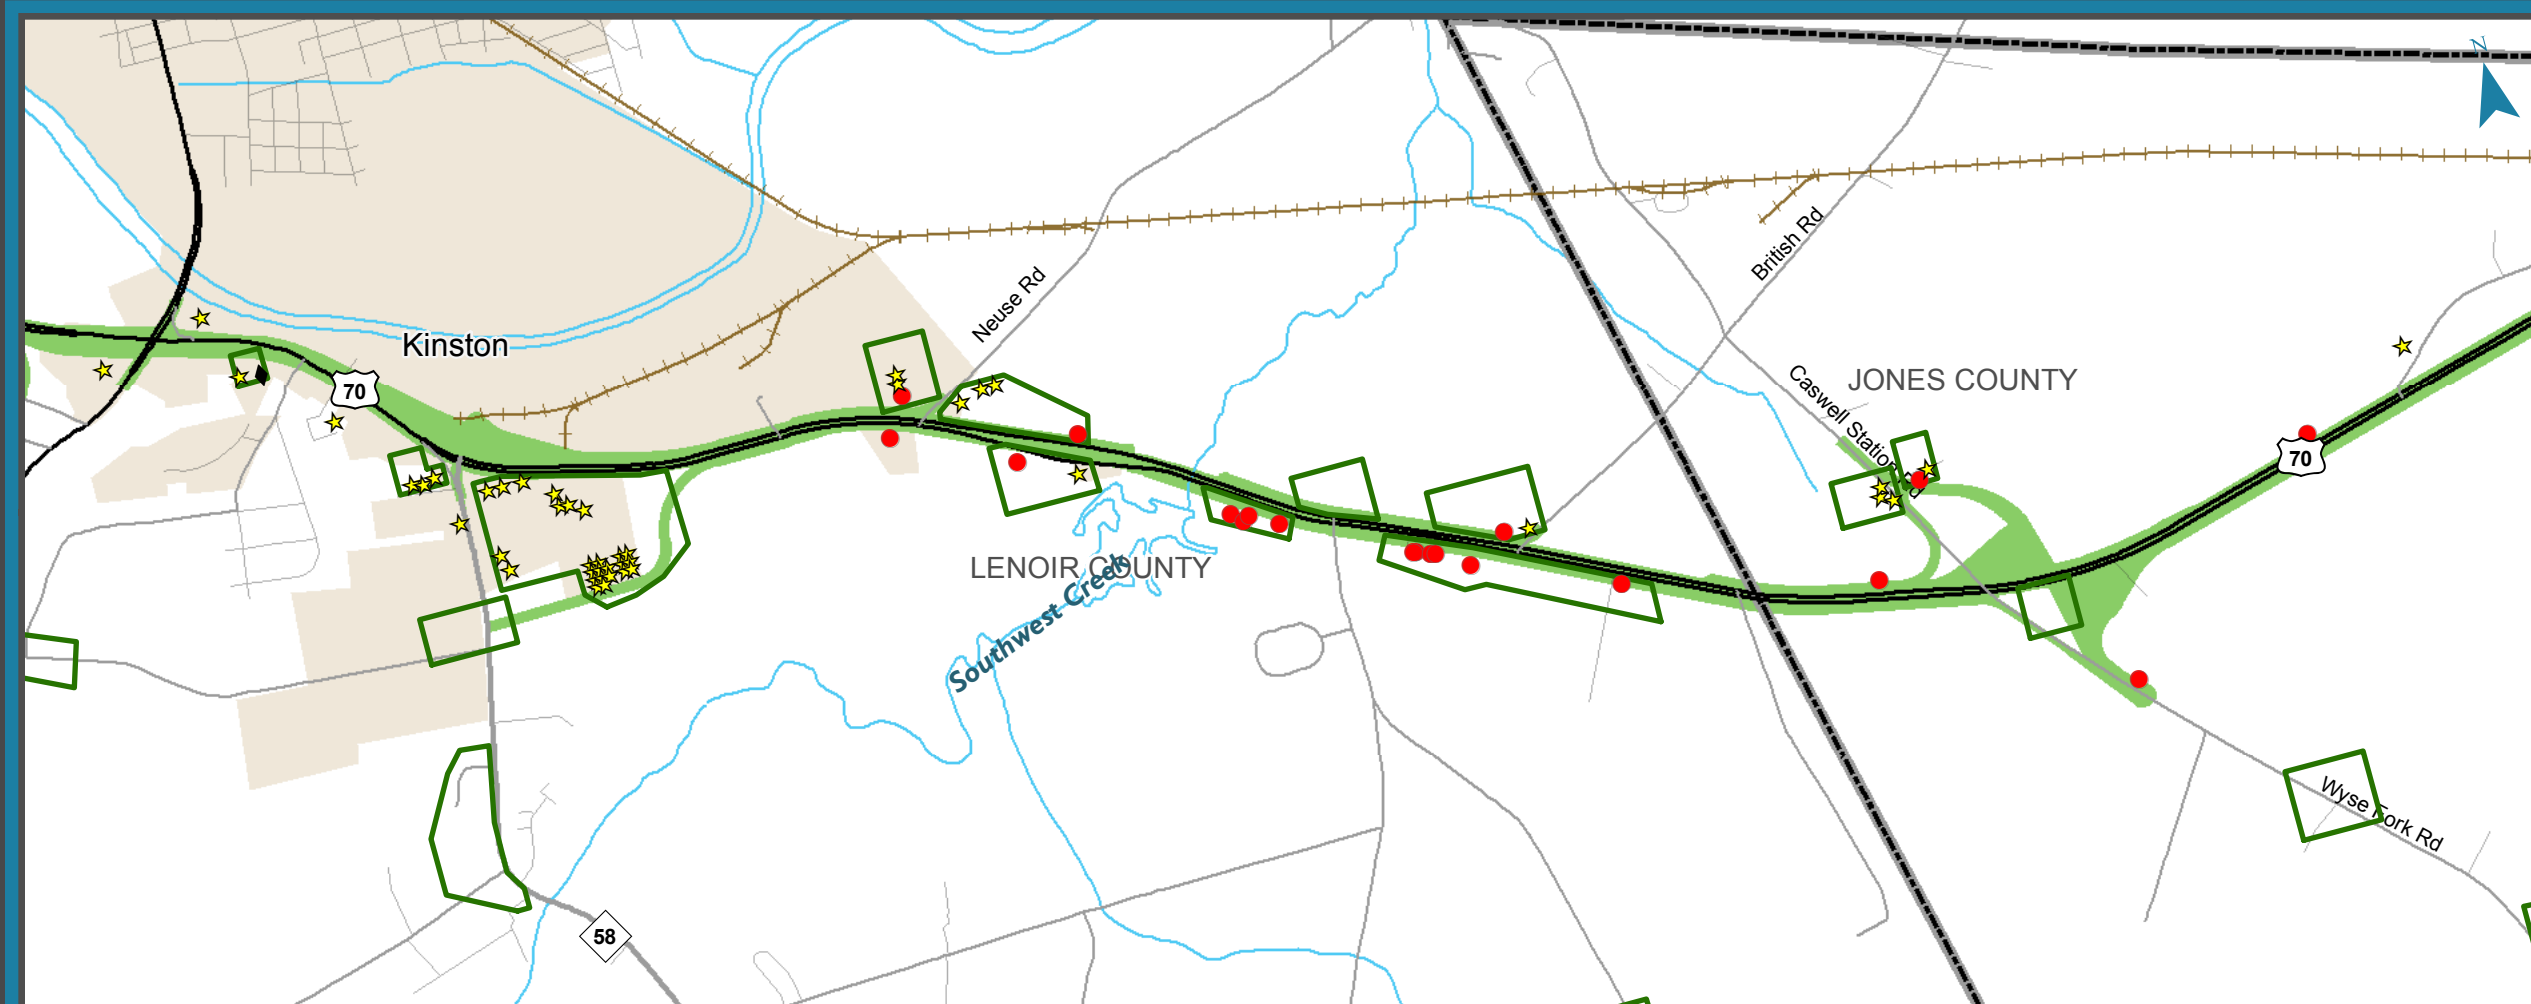 N
Neuse Rd
British Rd
Kinston
70
JONES COUNTY
Caswell Station Rd
70
LENOIR COUNTY
Southwest Creek
Wyse Fork Rd
58